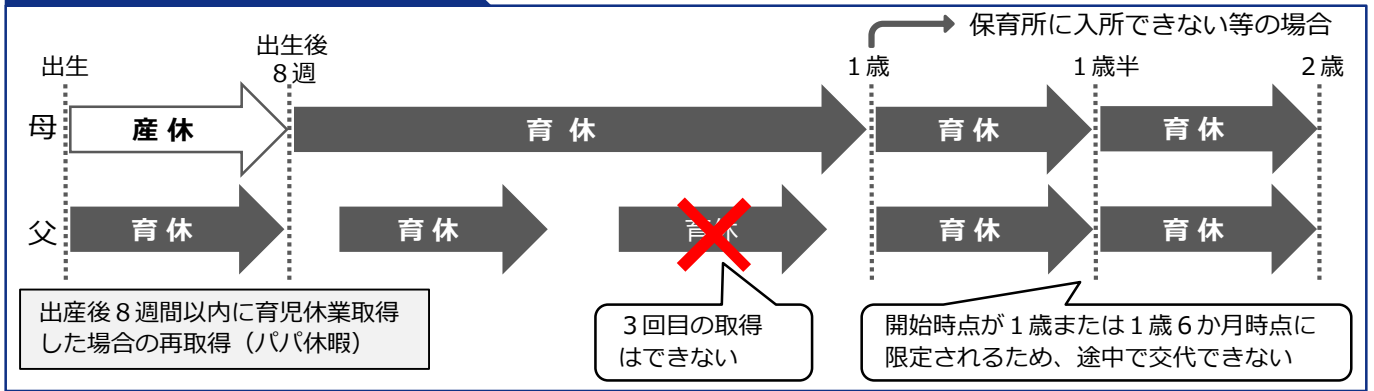 保育所に入所できない等の場合
出生
出生後
８週
１歳
１歳半
２歳
母
産休
育休
育休
育休
父
育休
育休
育休
育休
育休
出産後８週間以内に育児休業取得
した場合の再取得（パパ休暇）
３回目の取得
はできない
開始時点が１歳または１歳６か月時点に
限定されるため、途中で交代できない